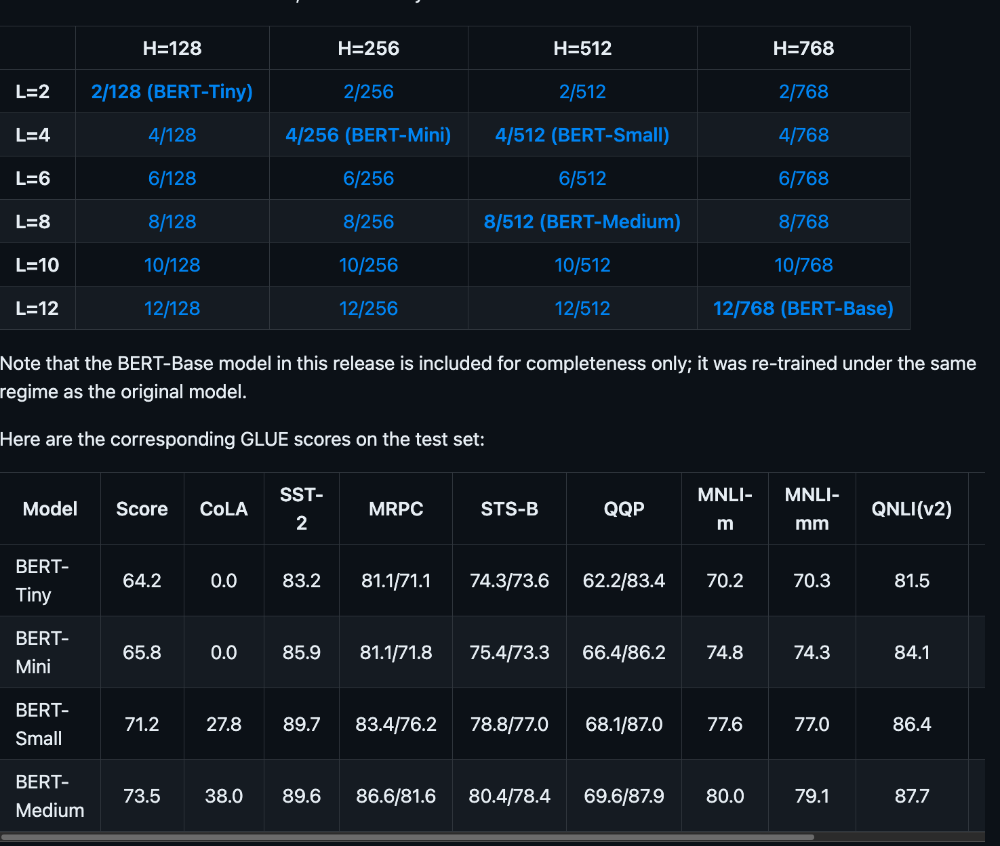 H=128 H=256 H=512 H=768
L=2 2/128 (BERT-Tiny) 2/256 2/512 2/768
L=4 4/128 4/256 (BERT-Mini) 4/512 (BERT-Small) 4/768
L=6 6/128 6/256 6/512 6/768
L=8 8/128 8/256 8/512 (BERT-Medium) 8/768
L=10 10/128 10/256 10/512 10/768
L=12 12/128 12/256 12/512 12/768 (BERT-Base)
Note that the BERT-Base model in this release is included for completeness only; it was re-trained under the same
regime as the original model.
Here are the corresponding GLUE scores on the test set:
Model Score CoLA SST-2 MRPC STS-B QQP MNLI-m MNLI-mm QNLI(v2)
BERT-Tiny 64.2 0.0 83.2 81.1/71.1 74.3/73.6 62.2/83.4 70.2 70.3 81.5
BERT-Mini 65.8 0.0 85.9 81.1/71.8 75.4/73.3 66.4/86.2 74.8 74.3 84.1
BERT-Small 71.2 27.8 89.7 83.4/76.2 78.8/77.0 68.1/87.0 77.6 77.0 86.4
BERT-Medium 73.5 38.0 89.6 86.6/81.6 80.4/78.4 69.6/87.9 80.0 79.1 87.7